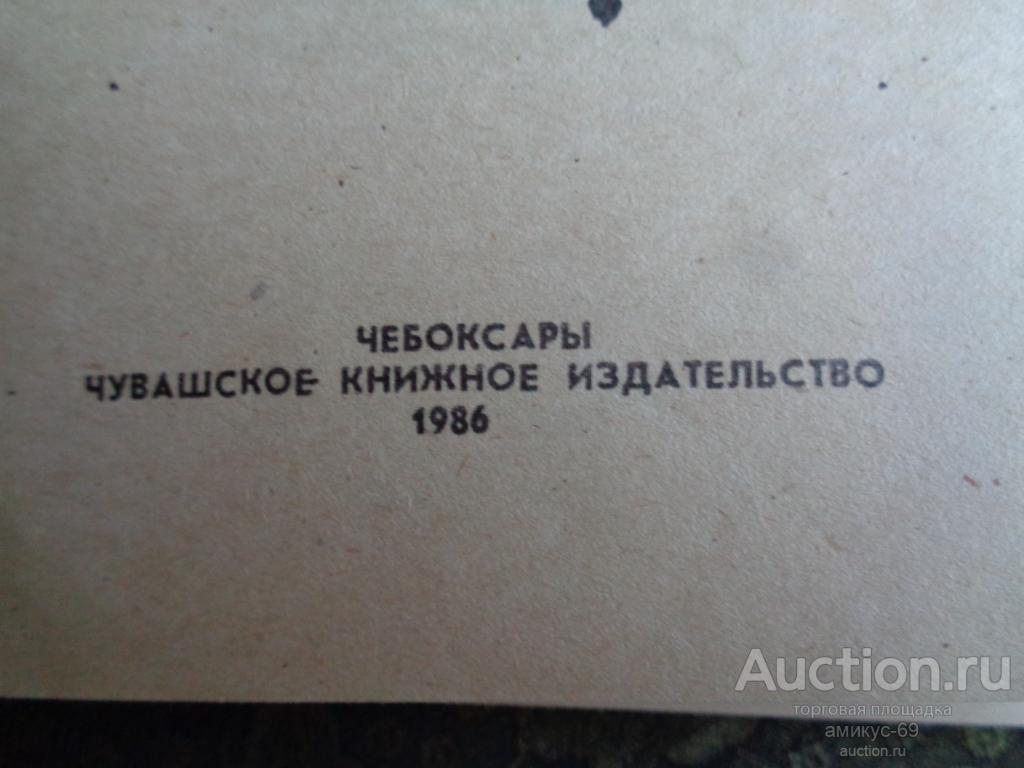 ЧЕБОКСАРЫ
ЧУВАШСКОЕ КНИЖНОЕ ИЗДАТЕЛЬСТВО
1986
Auction.ru
торговая площадка
амикус-69
auction.ru